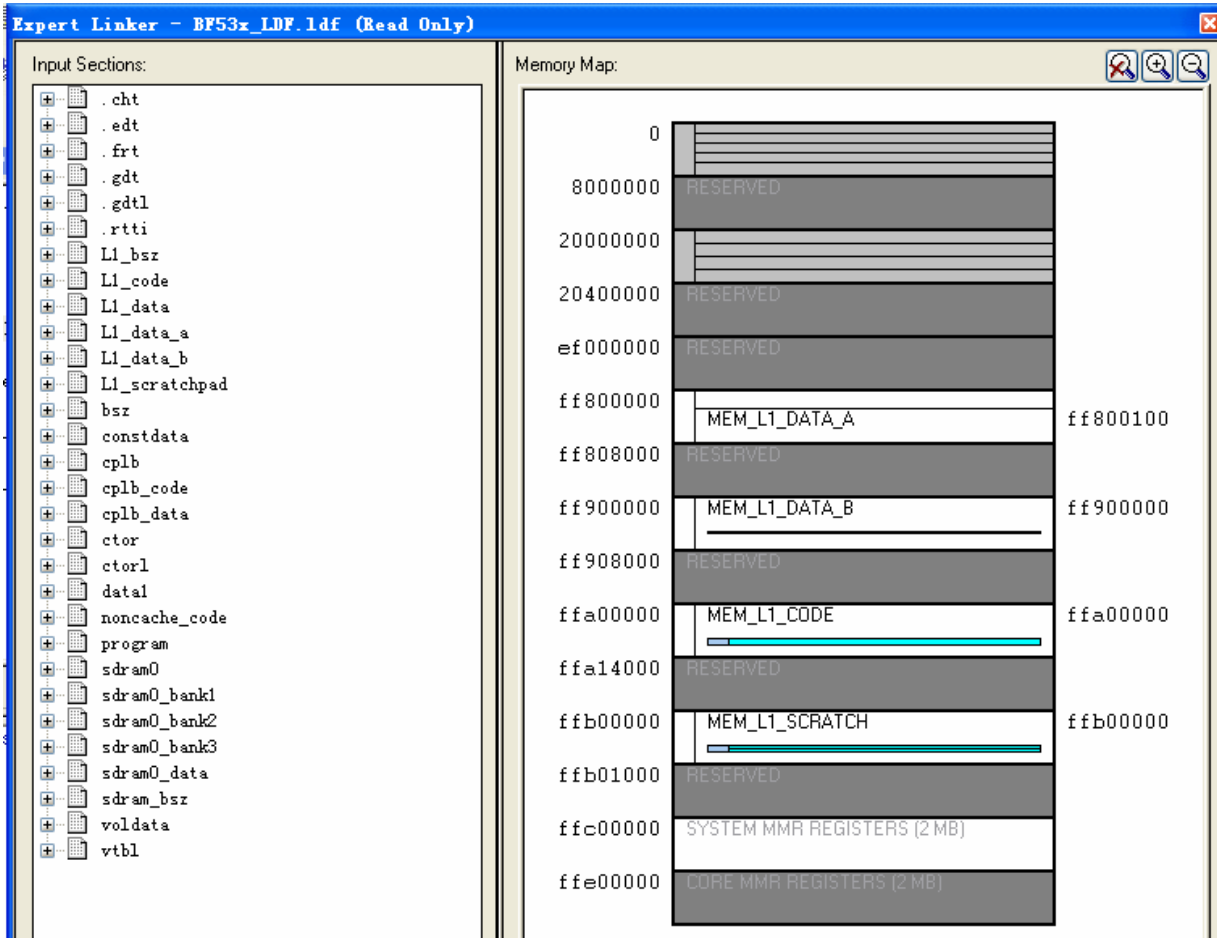 Expert Linker - BF53x_LDF.ldf (Read Only)
Input Sections:
.cht
.edt
.frt
.gdt
.gdtl
.rtti
L1_bsz
L1_code
L1_data
L1_data_a
L1_data_b
L1_scratchpad
bsz
constdata
cplb
cplb_code
cplb_data
ctor
ctorl
data1
noncache_code
program
sdram0
sdram0_bank1
sdram0_bank2
sdram0_bank3
sdram0_data
sdram_bsz
voldata
vtbl
Memory Map:
0
8000000 RESERVED
20000000
20400000 RESERVED
ef000000 RESERVED
ff800000
MEM_L1_DATA_A ff800100
ff808000 RESERVED
ff900000 MEM_L1_DATA_B ff900000
ff908000 RESERVED
ffa00000 MEM_L1_CODE ffa00000
ffa14000 RESERVED
ffb00000 MEM_L1_SCRATCH ffb00000
ffb01000 RESERVED
ffc00000 SYSTEM MMR REGISTERS (2 MB)
ffe00000 CORE MMR REGISTERS (2 MB)